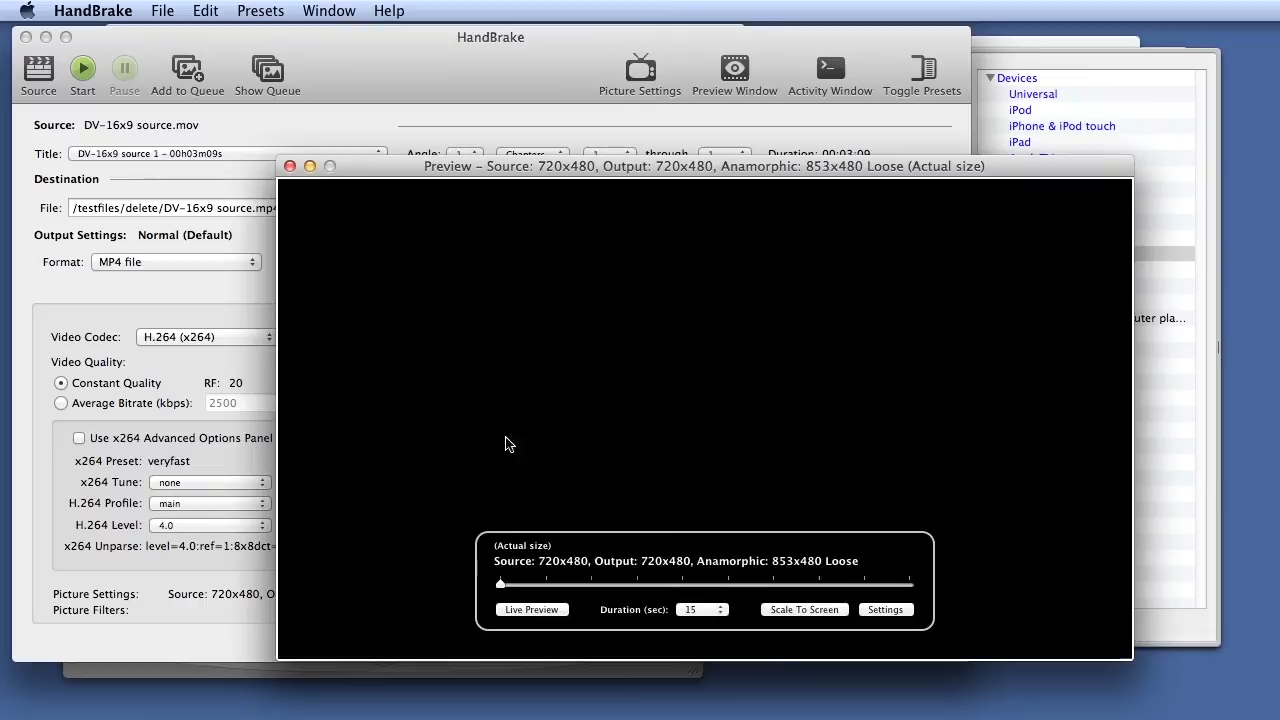 HandBrake File Edit Presets Window Help
HandBrake
Source Start Pause Add to Queue Show Queue Picture Settings Preview Window Activity Window Toggle Presets
Source: DV-16x9 source.mov
Title: DV-16x9 source 1 - 00h03m09s Angle: 1 Chapters 1 through 1 Duration: 00:03:09
Destination
File: /testfiles/delete/DV-16x9 source.mp4
Output Settings: Normal (Default)
Format: MP4 file
Video Codec: H.264 (x264)
Video Quality:
Constant Quality RF: 20
Average Bitrate (kbps): 2500
Use x264 Advanced Options Panel
x264 Preset: veryfast
x264 Tune: none
H.264 Profile: main
H.264 Level: 4.0
x264 Unparse: level=4.0:ref=1:8x8dct=
Picture Settings: Source: 720x480, O
Picture Filters:
Devices
Universal
iPod
iPhone & iPod touch
iPad
uter pla...
Preview – Source: 720x480, Output: 720x480, Anamorphic: 853x480 Loose (Actual size)
(Actual size)
Source: 720x480, Output: 720x480, Anamorphic: 853x480 Loose
Live Preview Duration (sec): 15 Scale To Screen Settings